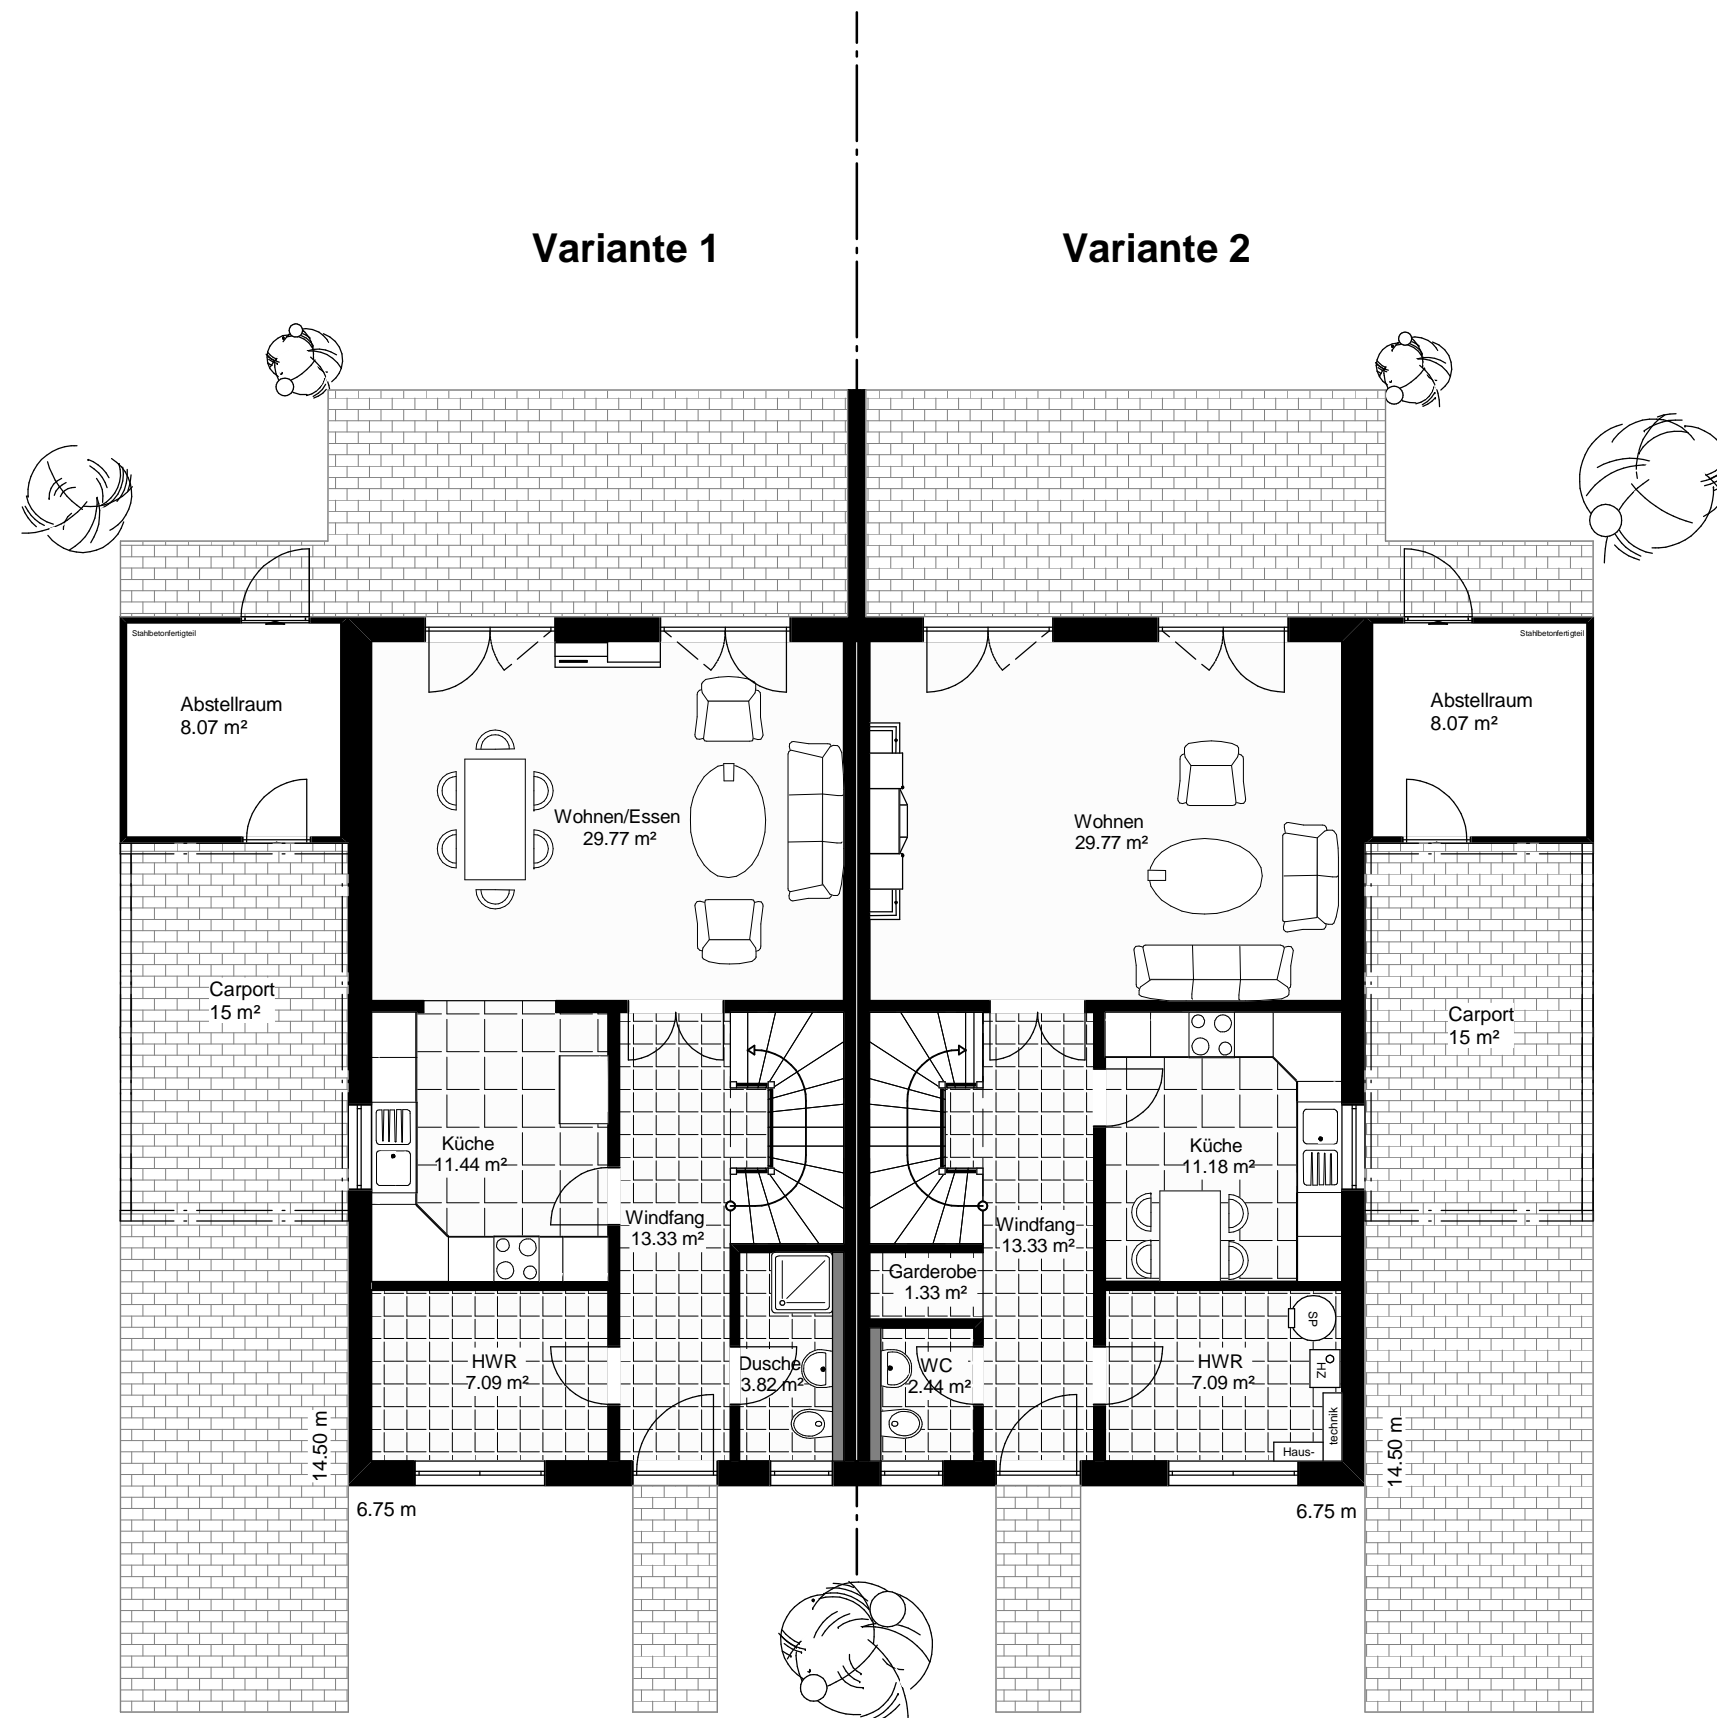 Variante 1
Variante 2
Stahlbetonfertigteil
Stahlbetonfertigteil
Abstellraum
8.07 m²
Abstellraum
8.07 m²
Wohnen/Essen
29.77 m²
Wohnen
29.77 m²
Carport
15 m²
Carport
15 m²
Küche
11.44 m²
Küche
11.18 m²
Windfang
13.33 m²
Windfang
13.33 m²
Garderobe
1.33 m²
SP
HWR
7.09 m²
Dusche
3.82 m²
WC
2.44 m²
HWR
7.09 m²
ZH
technik
Haus-
14.50 m
14.50 m
6.75 m
6.75 m